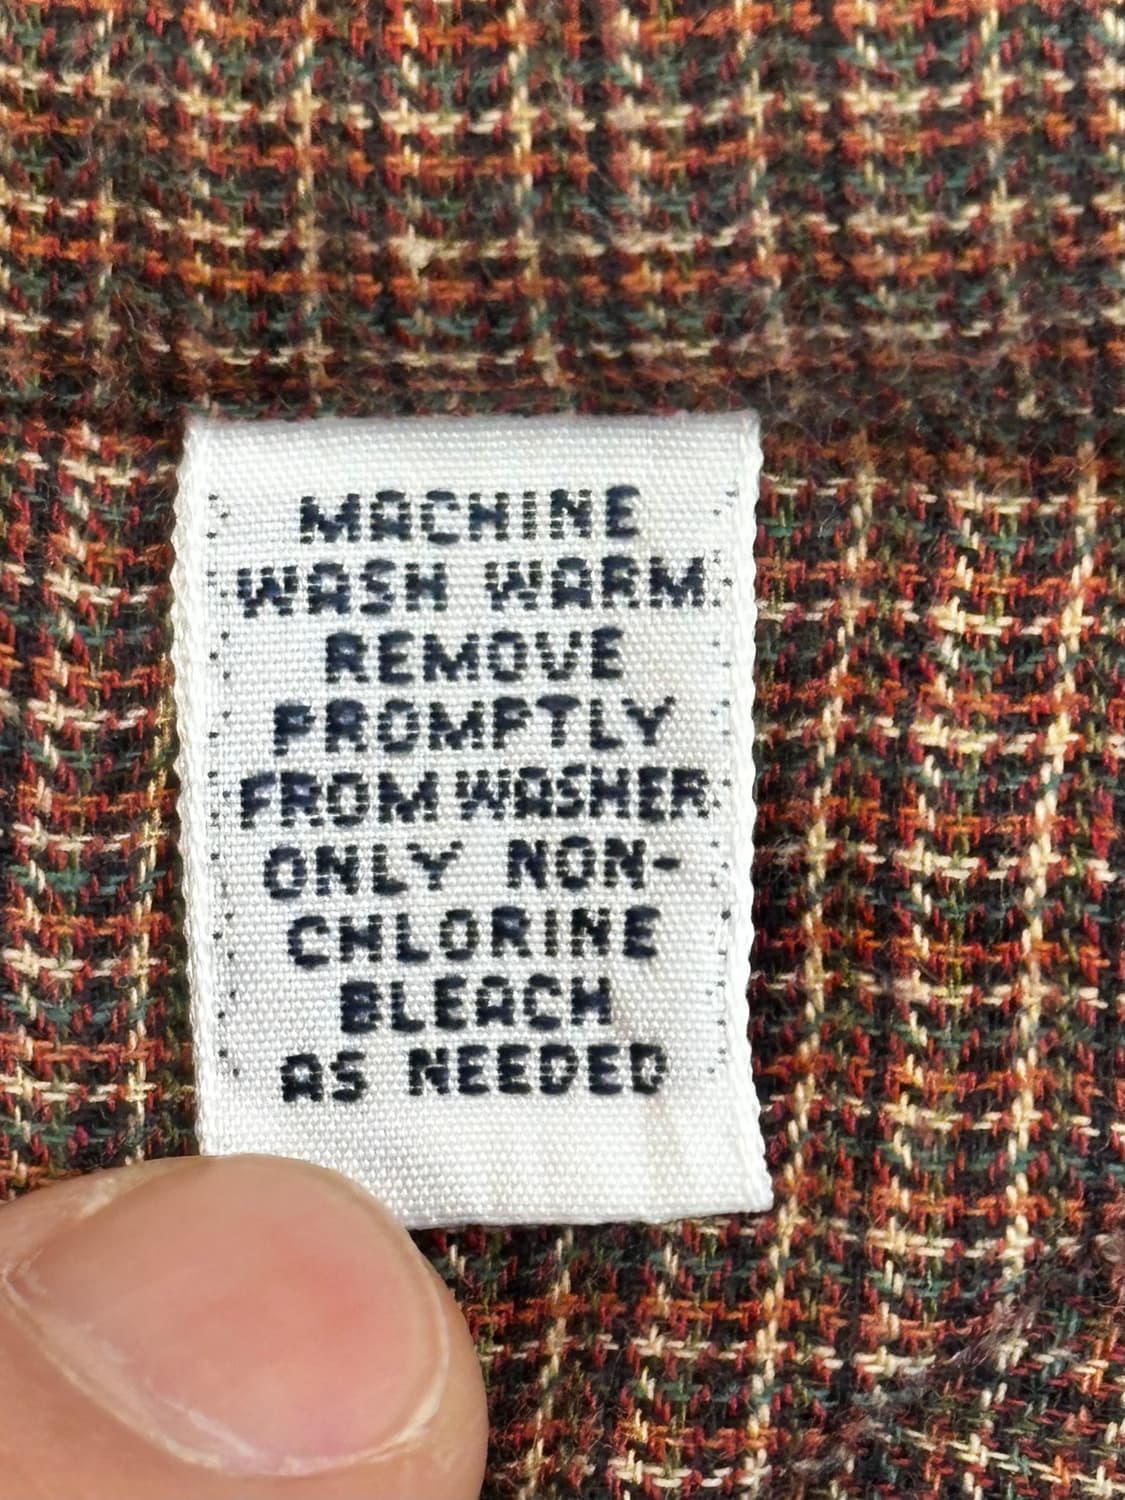 MACHINE
WASH WARM
REMOVE
PROMPTLY
FROM WASHER
ONLY NON-
CHLORINE
BLEACH
AS NEEDED